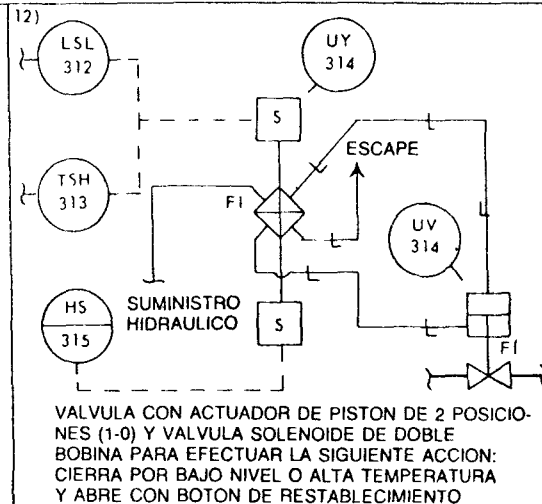 12)
LSL
312
UY
314
S
ESCAPE
TSH
313
FI
UV
314
HS
315
SUMINISTRO
HIDRAULICO
S
FI
VALVULA CON ACTUADOR DE PISTON DE 2 POSICIO-
NES (1-0) Y VALVULA SOLENOIDE DE DOBLE
BOBINA PARA EFECTUAR LA SIGUIENTE ACCION:
CIERRA POR BAJO NIVEL O ALTA TEMPERATURA
Y ABRE CON BOTON DE RESTABLECIMIENTO